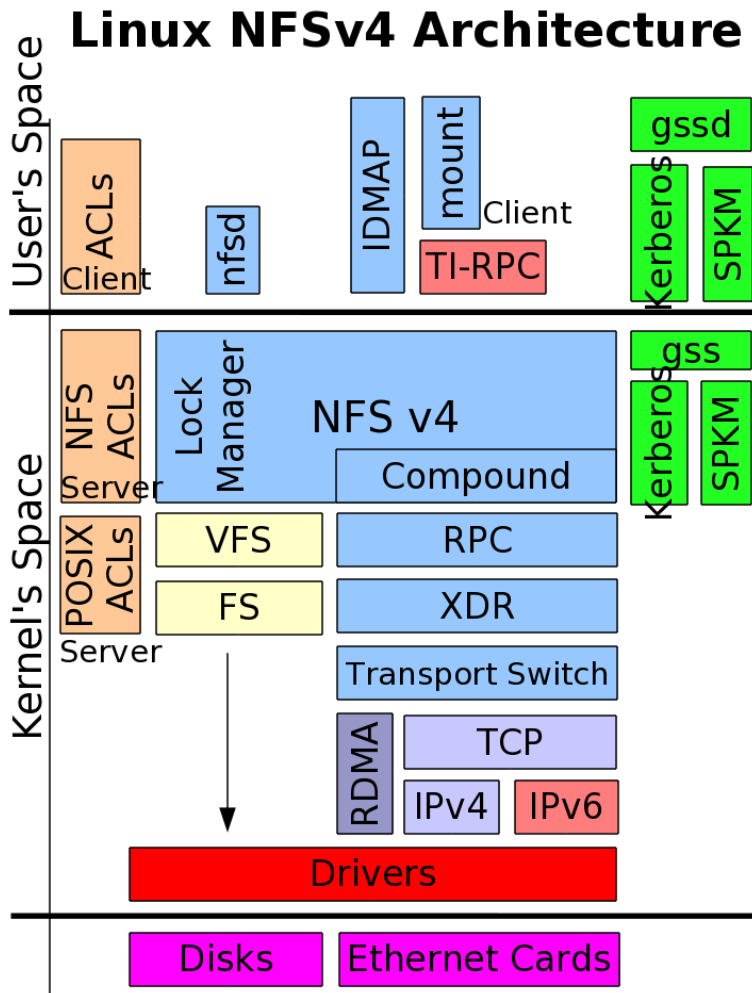 Linux NFSv4 Architecture
User's Space
ACLs
Client
nfsd
IDMAP
mount
Client
TI-RPC
gssd
Kerberos
SPKM
Kernel's Space
NFS
ACLs
Server
Lock
Manager
NFS v4
Compound
gss
Kerberos
SPKM
POSIX
ACLs
Server
VFS
FS
RPC
XDR
Transport Switch
RDMA
TCP
IPv4
IPv6
Drivers
Disks
Ethernet Cards